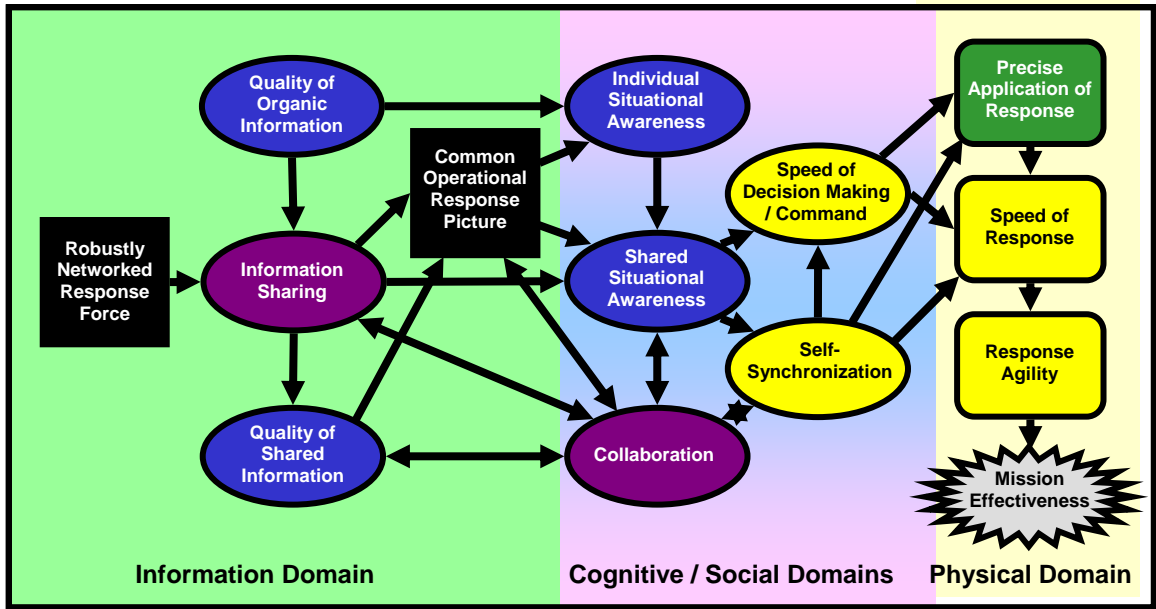 Quality of
Organic
Information
Individual
Situational
Awareness
Precise
Application of
Response
Common
Operational
Response
Picture
Speed of
Decision Making
/ Command
Speed of
Response
Robustly
Networked
Response
Force
Information
Sharing
Shared
Situational
Awareness
Self-
Synchronization
Response
Agility
Quality of
Shared
Information
Collaboration
Mission
Effectiveness
Information Domain
Cognitive / Social Domains
Physical Domain